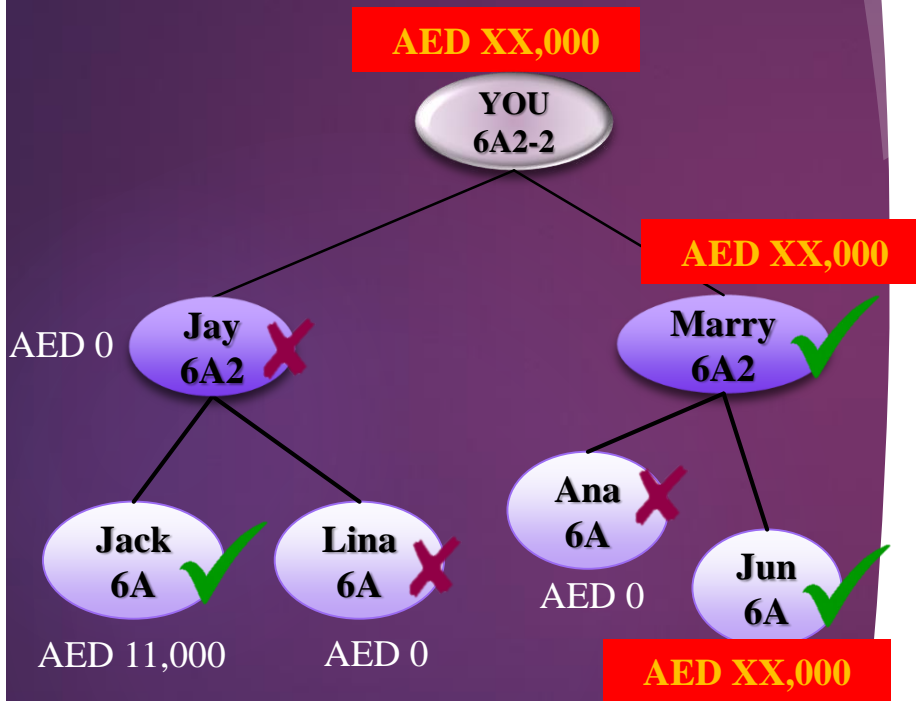 AED XX,000
YOU
6A2-2
AED XX,000
AED 0
Jay
6A2
Marry
6A2
Jack
6A
Lina
6A
Ana
6A
Jun
6A
AED 11,000
AED 0
AED 0
AED XX,000